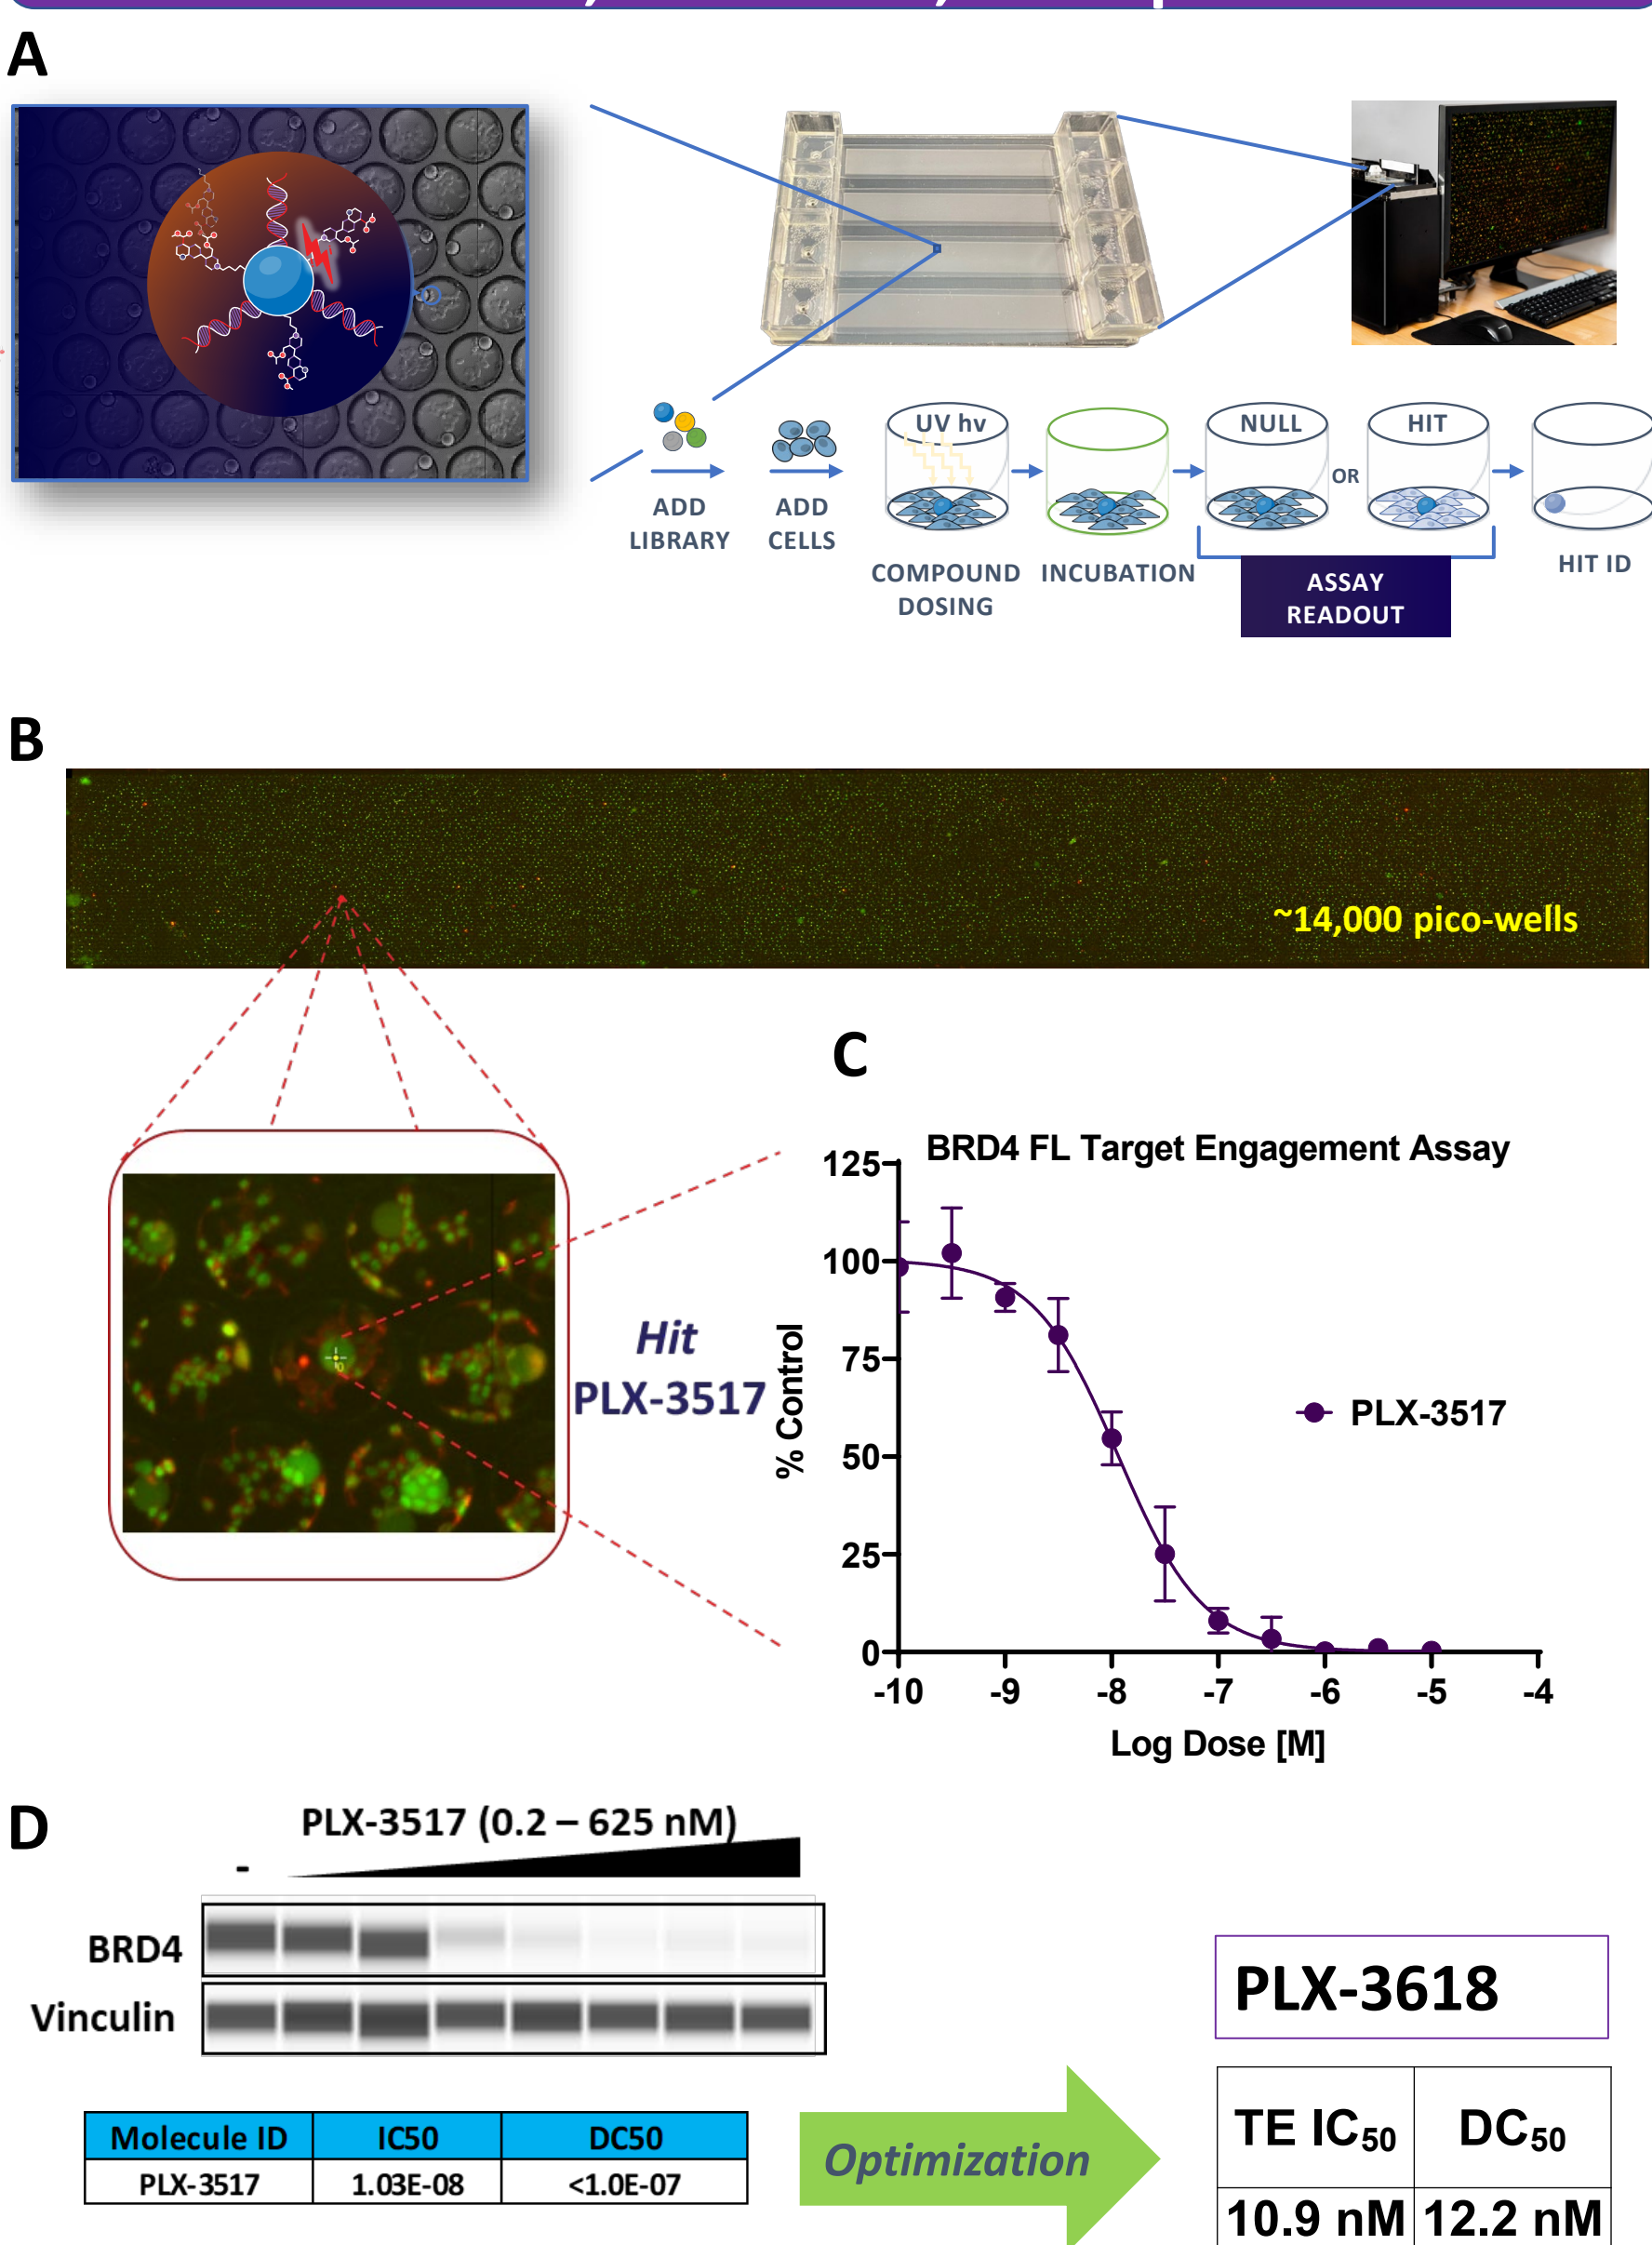 A
UV hv
NULL
OR
HIT
ADD
LIBRARY
ADD
CELLS
COMPOUND
DOSING
INCUBATION
ASSAY
READOUT
HIT ID
B
~14,000 pico-wells
C
BRD4 FL Target Engagement Assay
125
100
75
50
25
0
% Control
Hit
PLX-3517
PLX-3517
-10
-9
-8
-7
-6
-5
-4
Log Dose [M]
D
PLX-3517 (0.2 – 625 nM)
-
BRD4
Vinculin
Molecule ID IC50 DC50
PLX-3517 1.03E-08 <1.0E-07
Optimization
PLX-3618
TE IC₅₀ DC₅₀
10.9 nM 12.2 nM